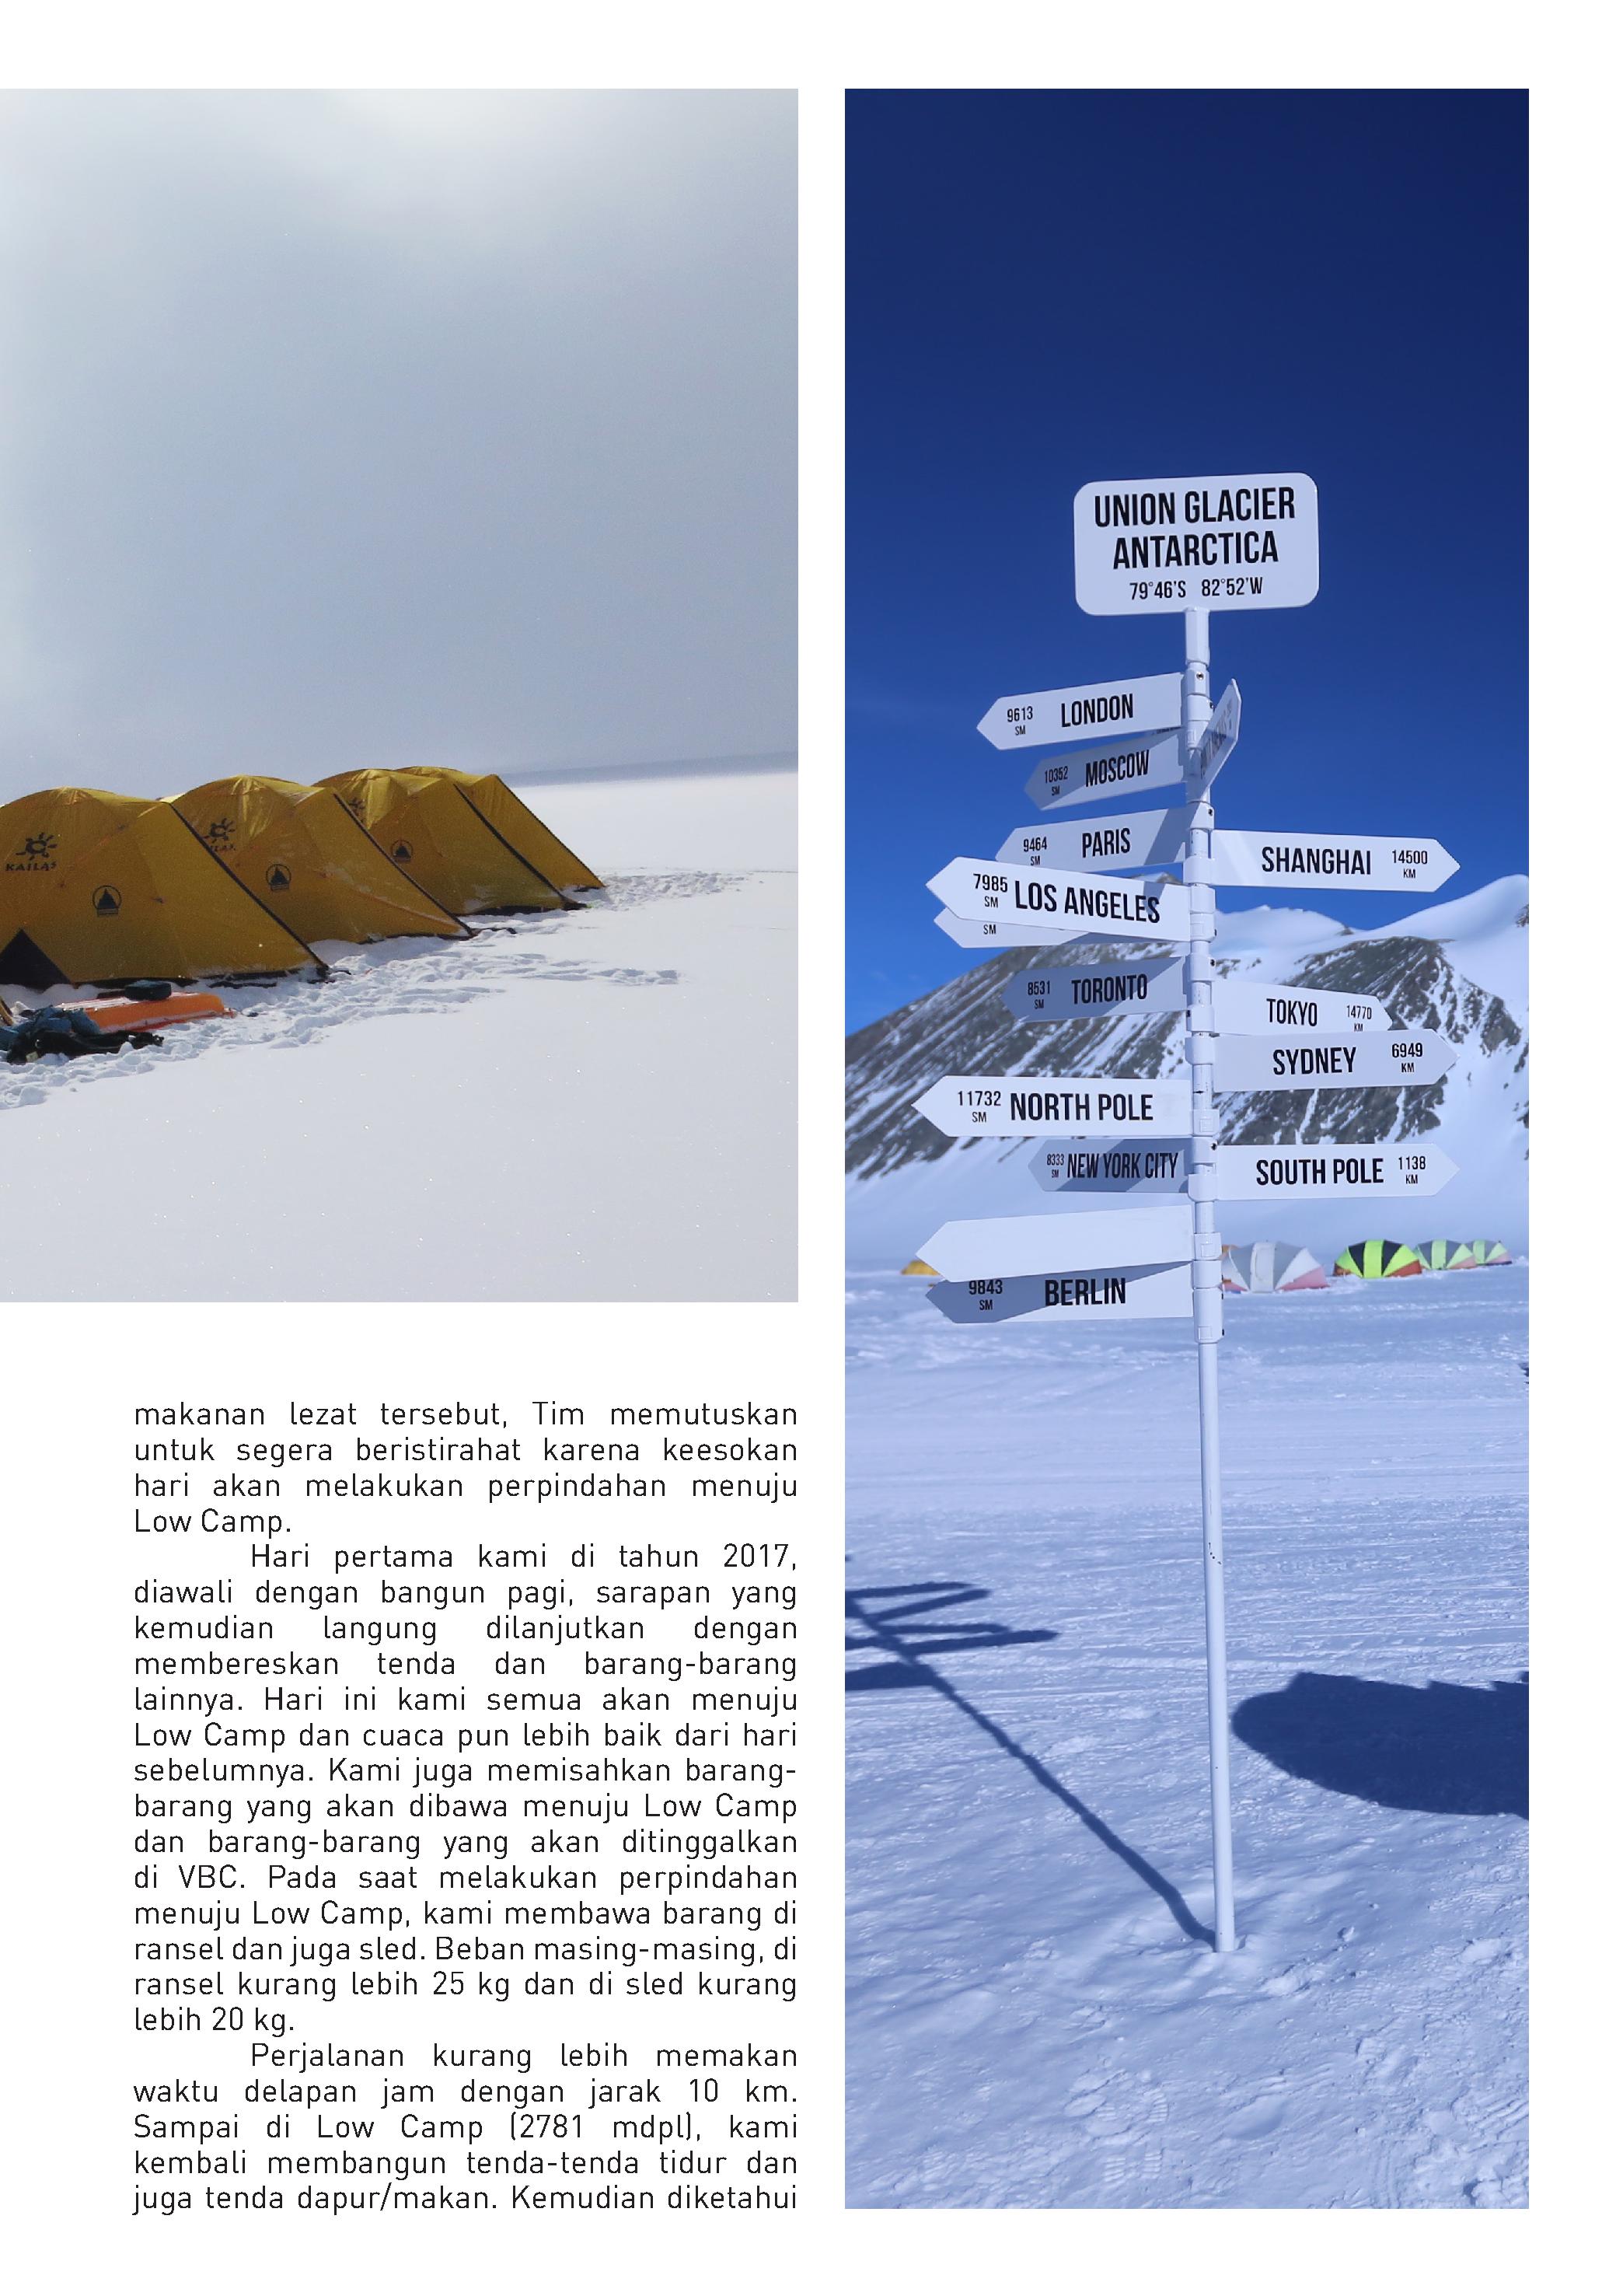 KAILAS
UNION GLACIER
ANTARCTICA
79°46'S 82°52'W
9613 SM LONDON
10352 SM MOSCOW
9464 SM PARIS
SHANGHAI 14500 KM
7985 SM LOS ANGELES
SM
8531 SM TORONTO
TOKYO 14770 KM
SYDNEY 6949 KM
11732 SM NORTH POLE
8333 SM NEW YORK CITY
SOUTH POLE 1138 KM
9843 SM BERLIN
makanan lezat tersebut, Tim memutuskan
untuk segera beristirahat karena keesokan
hari akan melakukan perpindahan menuju
Low Camp.
Hari pertama kami di tahun 2017,
diawali dengan bangun pagi, sarapan yang
kemudian langung dilanjutkan dengan
membereskan tenda dan barang-barang
lainnya. Hari ini kami semua akan menuju
Low Camp dan cuaca pun lebih baik dari hari
sebelumnya. Kami juga memisahkan barang-
barang yang akan dibawa menuju Low Camp
dan barang-barang yang akan ditinggalkan
di VBC. Pada saat melakukan perpindahan
menuju Low Camp, kami membawa barang di
ransel dan juga sled. Beban masing-masing, di
ransel kurang lebih 25 kg dan di sled kurang
lebih 20 kg.
Perjalanan kurang lebih memakan
waktu delapan jam dengan jarak 10 km.
Sampai di Low Camp (2781 mdpl), kami
kembali membangun tenda-tenda tidur dan
juga tenda dapur/makan. Kemudian diketahui